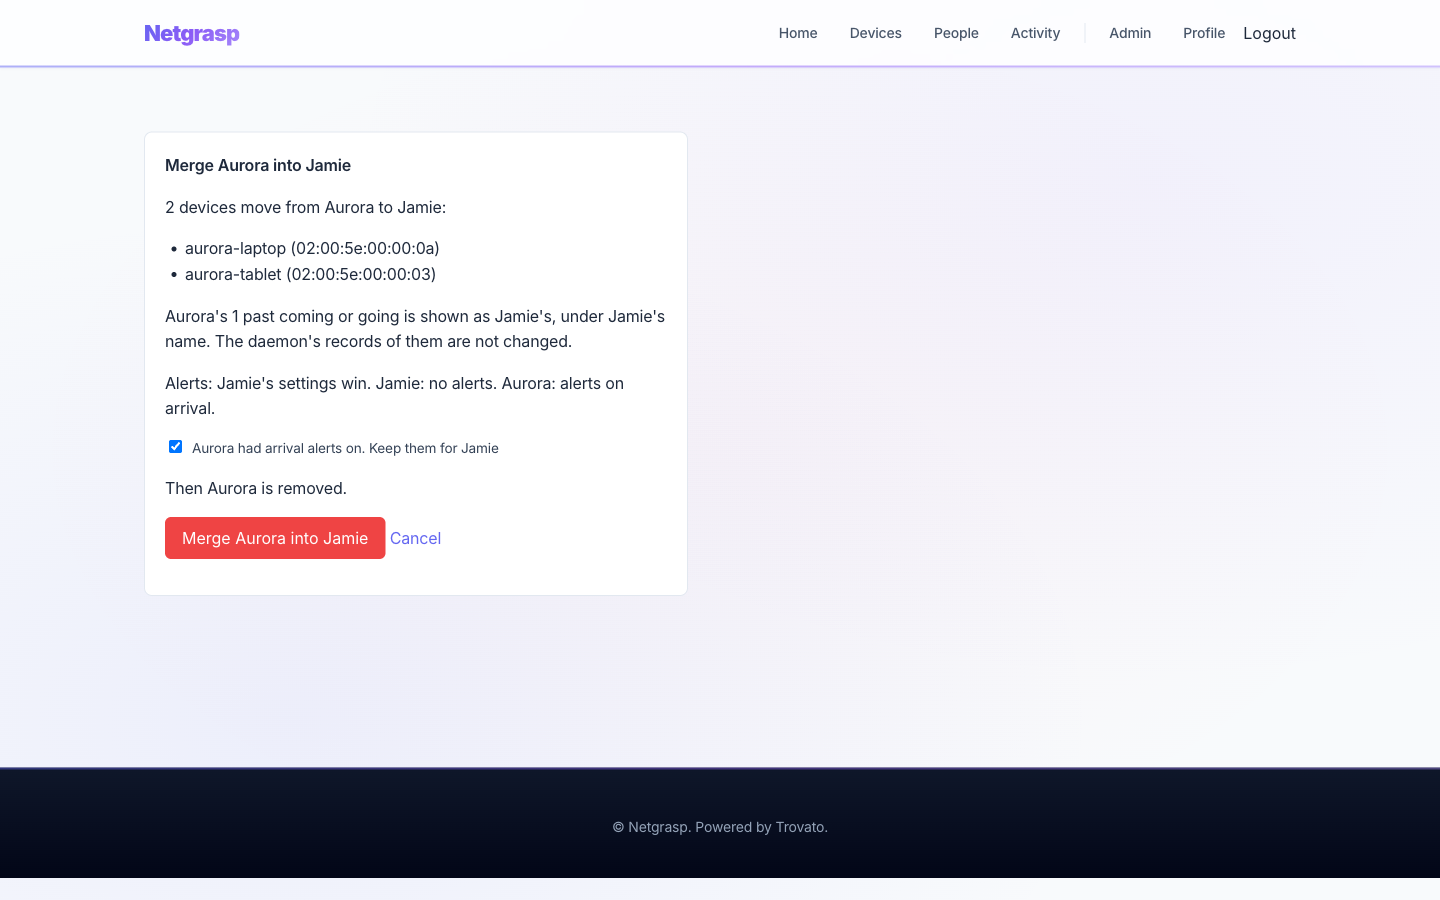 Netgrasp
Home Devices People Activity Admin Profile Logout
Merge Aurora into Jamie
2 devices move from Aurora to Jamie:
• aurora-laptop (02:00:5e:00:00:0a)
• aurora-tablet (02:00:5e:00:00:03)
Aurora's 1 past coming or going is shown as Jamie's, under Jamie's
name. The daemon's records of them are not changed.
Alerts: Jamie's settings win. Jamie: no alerts. Aurora: alerts on
arrival.
Aurora had arrival alerts on. Keep them for Jamie
Then Aurora is removed.
Merge Aurora into Jamie Cancel
© Netgrasp. Powered by Trovato.